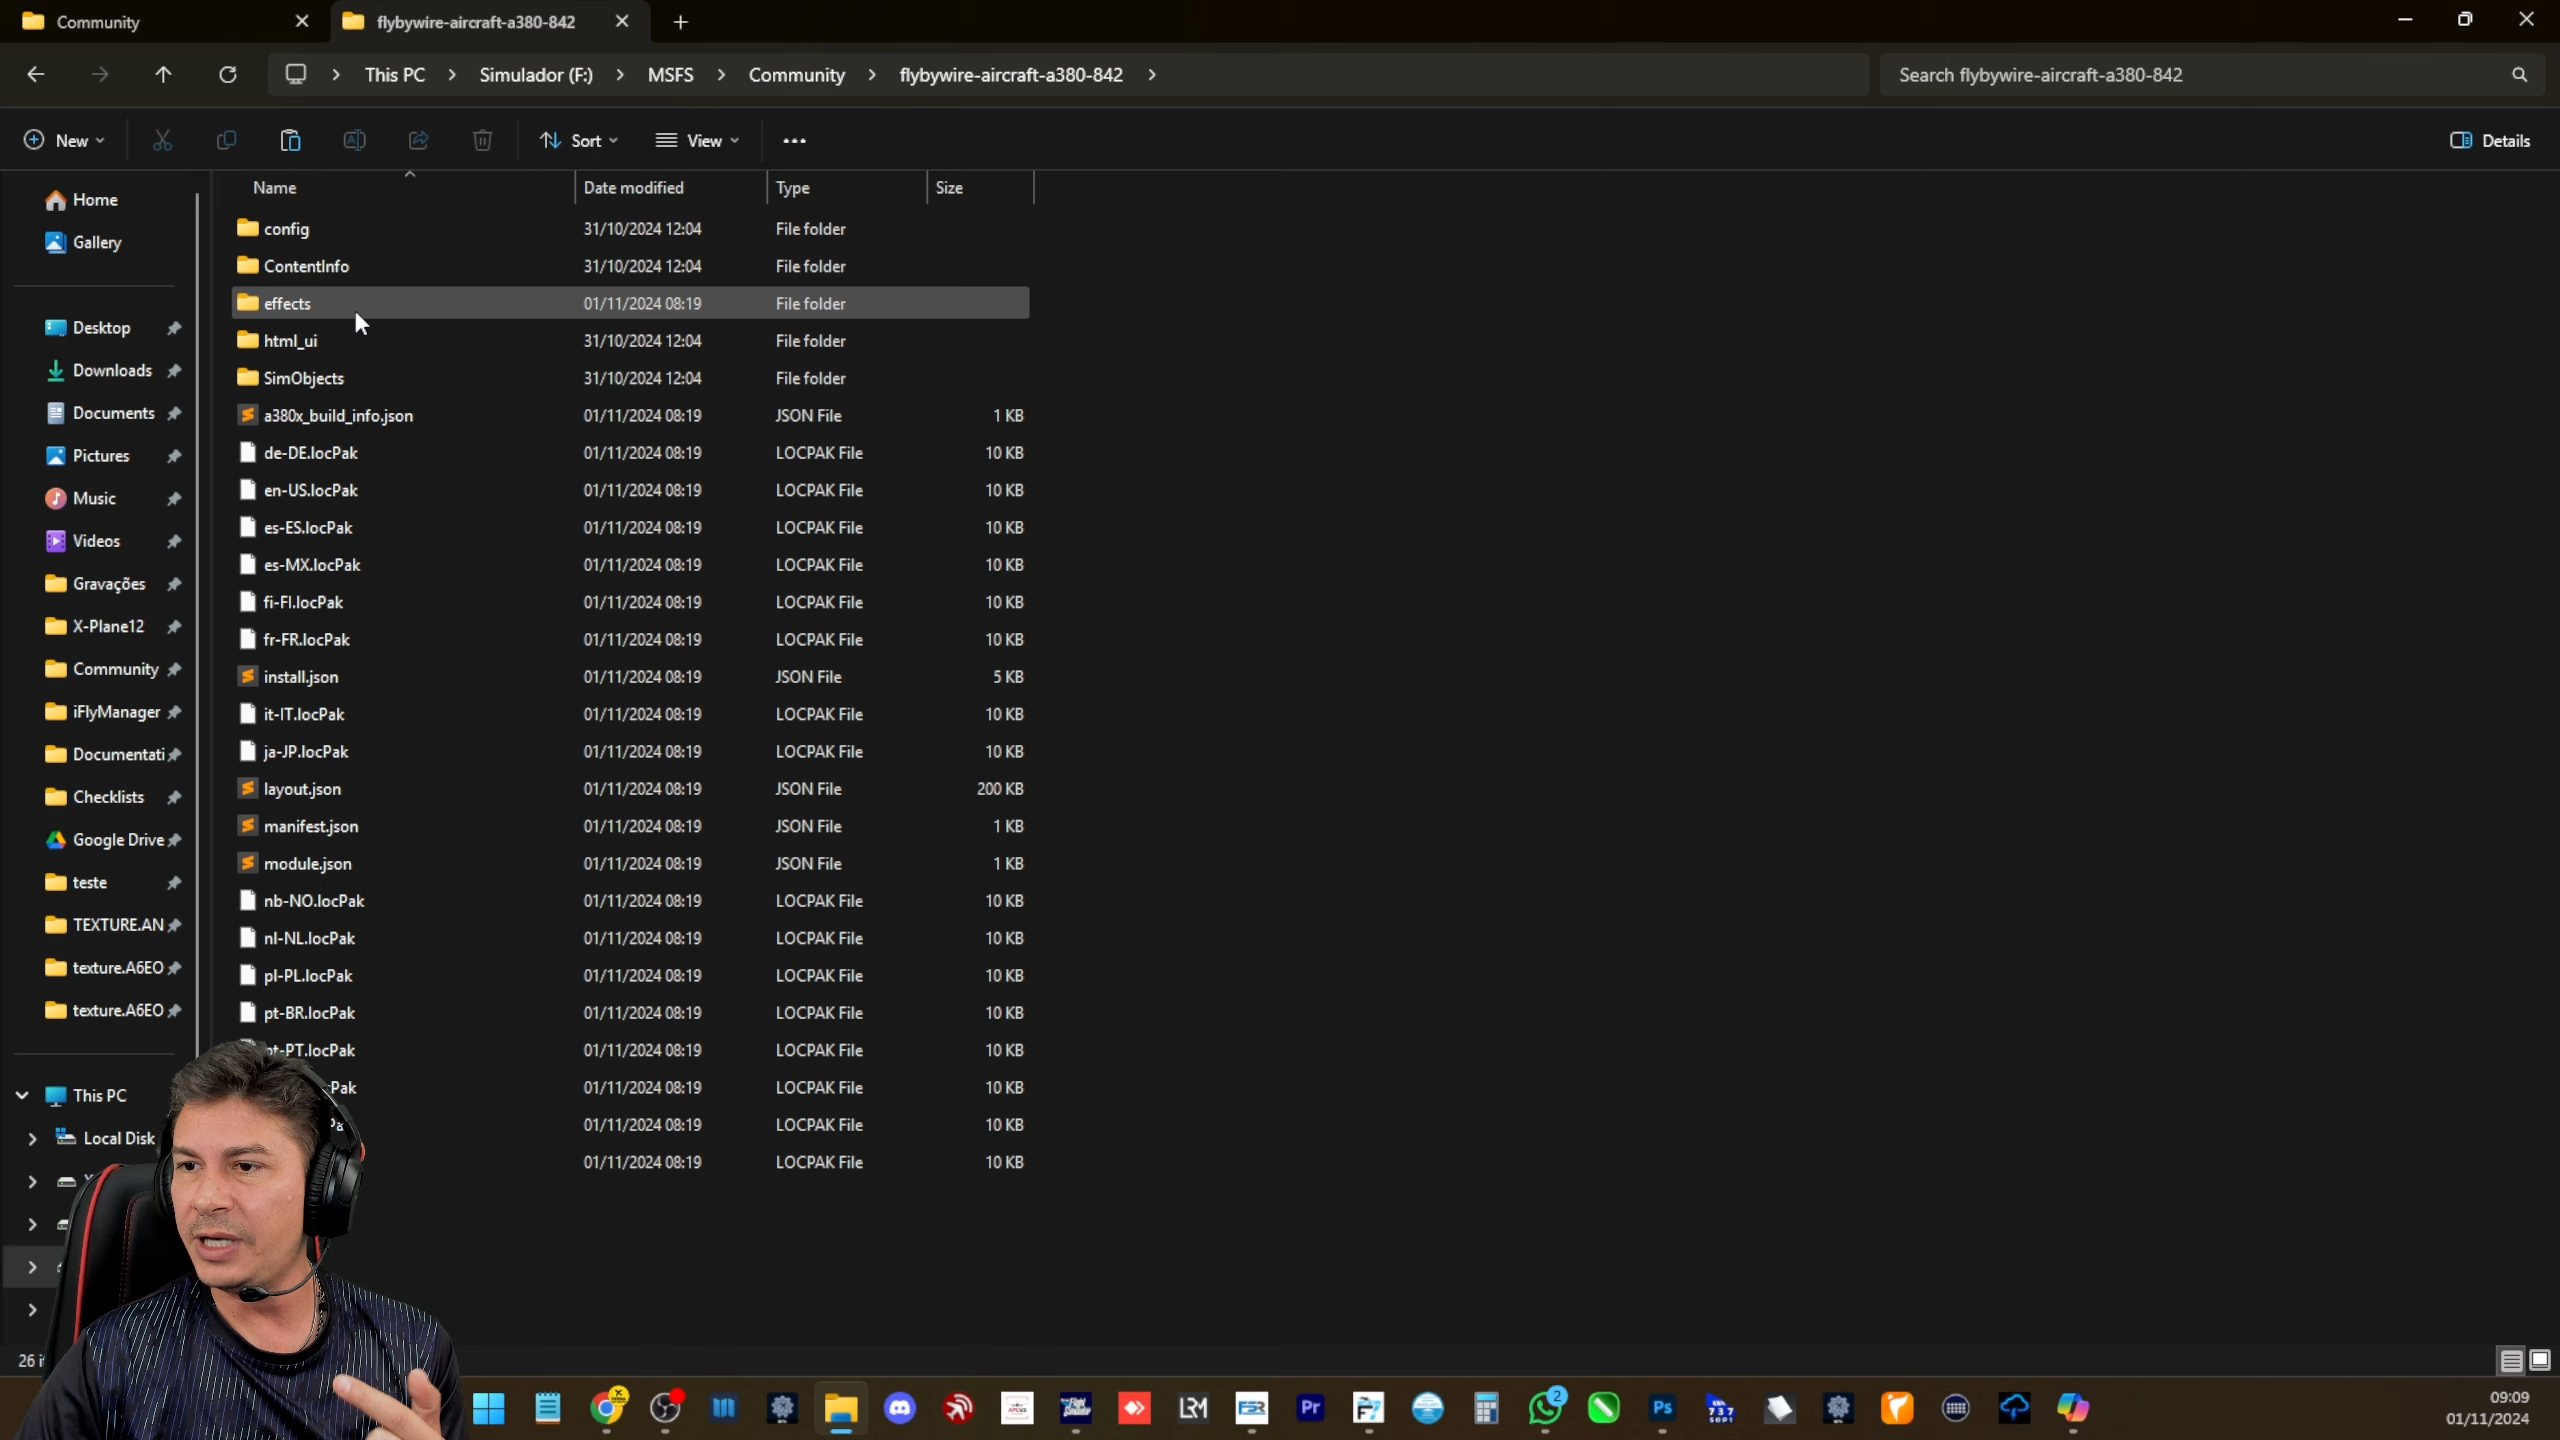 Community
flybywire-aircraft-a380-842
This PC > Simulador (F:) > MSFS > Community > flybywire-aircraft-a380-842 >
Search flybywire-aircraft-a380-842
New
Sort
View
Details
Name Date modified Type Size
Home
Gallery
Desktop
Downloads
Documents
Pictures
Music
Videos
Gravações
X-Plane12
Community
iFlyManager
Documentati
Checklists
Google Drive
teste
TEXTURE.AN
texture.A6EO
texture.A6EO
This PC
Local Disk
config 31/10/2024 12:04 File folder
ContentInfo 31/10/2024 12:04 File folder
effects 01/11/2024 08:19 File folder
html_ui 31/10/2024 12:04 File folder
SimObjects 31/10/2024 12:04 File folder
a380x_build_info.json 01/11/2024 08:19 JSON File 1 KB
de-DE.locPak 01/11/2024 08:19 LOCPAK File 10 KB
en-US.locPak 01/11/2024 08:19 LOCPAK File 10 KB
es-ES.locPak 01/11/2024 08:19 LOCPAK File 10 KB
es-MX.locPak 01/11/2024 08:19 LOCPAK File 10 KB
fi-FI.locPak 01/11/2024 08:19 LOCPAK File 10 KB
fr-FR.locPak 01/11/2024 08:19 LOCPAK File 10 KB
install.json 01/11/2024 08:19 JSON File 5 KB
it-IT.locPak 01/11/2024 08:19 LOCPAK File 10 KB
ja-JP.locPak 01/11/2024 08:19 LOCPAK File 10 KB
layout.json 01/11/2024 08:19 JSON File 200 KB
manifest.json 01/11/2024 08:19 JSON File 1 KB
module.json 01/11/2024 08:19 JSON File 1 KB
nb-NO.locPak 01/11/2024 08:19 LOCPAK File 10 KB
nl-NL.locPak 01/11/2024 08:19 LOCPAK File 10 KB
pl-PL.locPak 01/11/2024 08:19 LOCPAK File 10 KB
pt-BR.locPak 01/11/2024 08:19 LOCPAK File 10 KB
pt-PT.locPak 01/11/2024 08:19 LOCPAK File 10 KB
Pak 01/11/2024 08:19 LOCPAK File 10 KB
01/11/2024 08:19 LOCPAK File 10 KB
01/11/2024 08:19 LOCPAK File 10 KB
26
LRM FSR Pr 2 Ps 737
09:09
01/11/2024